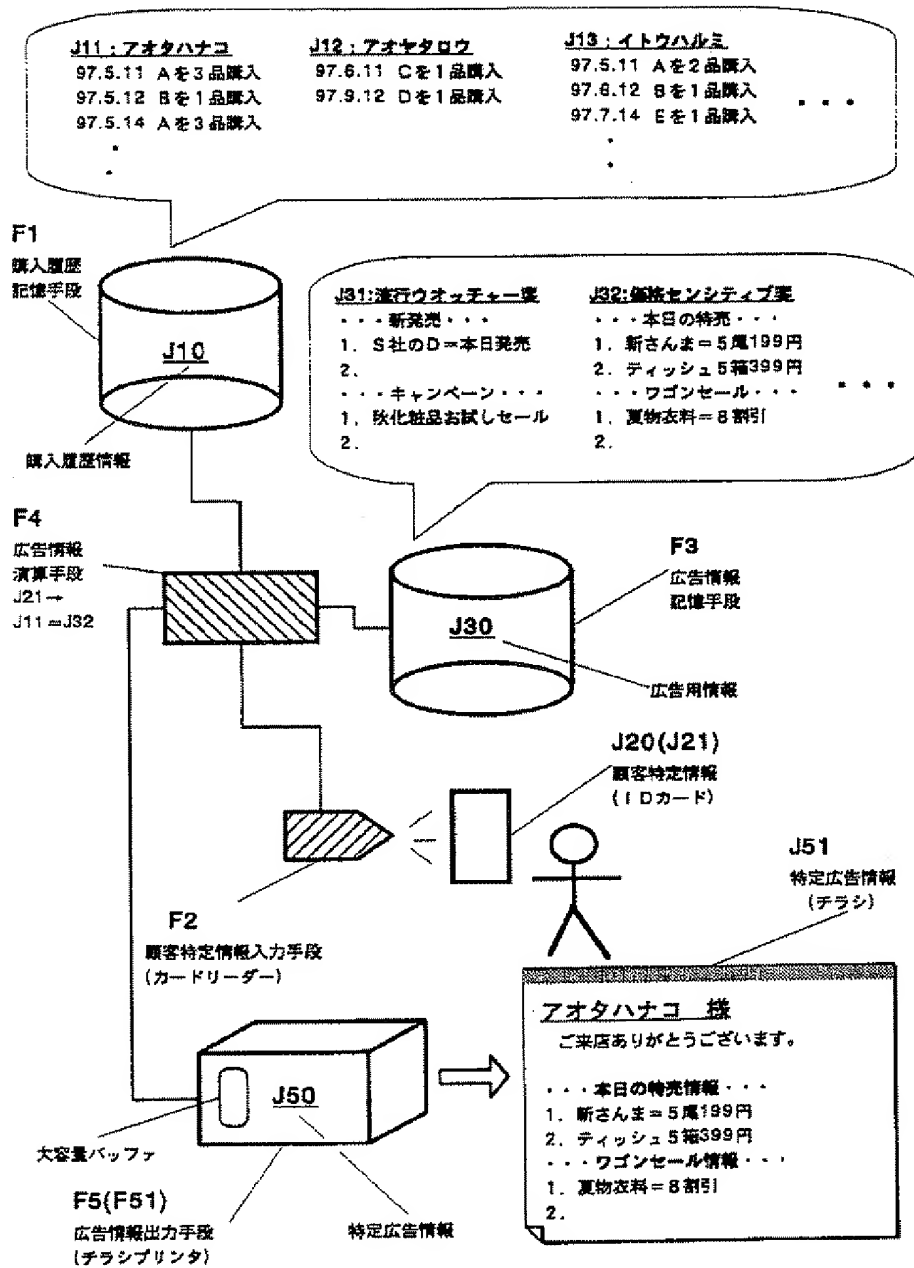 J11：アオタハナコ
97.5.11 Aを3品購入
97.5.12 Bを1品購入
97.5.14 Aを3品購入
J12：アオヤタロウ
97.6.11 Cを1品購入
97.9.12 Dを1品購入
J13：イトウハルミ
97.5.11 Aを2品購入
97.6.12 Bを1品購入
97.7.14 Eを1品購入
・・・
F1
購入履歴
記憶手段
J10
購入履歴情報
J31:流行ウオッチャー変
・・・新発売・・・
1. S社のD＝本日発売
2.
・・・キャンペーン・・・
1. 秋化粧品お試しセール
2.
J32:価格センシティブ変
・・・本日の特売・・・
1. 新さんま＝5尾199円
2. ティッシュ5箱399円
・・・ワゴンセール・・・
1. 夏物衣料＝8割引
2.
・・・
F4
広告情報
演算手段
J21→
J11＝J32
F3
広告情報
記憶手段
J30
広告用情報
J20(J21)
顧客特定情報
(IDカード)
F2
顧客特定情報入力手段
(カードリーダー)
J51
特定広告情報
(チラシ)
アオタハナコ 様
ご来店ありがとうございます。
・・・本日の特売情報・・・
1. 新さんま＝5尾199円
2. ティッシュ5箱399円
・・・ワゴンセール情報・・・
1. 夏物衣料＝8割引
2.
J50
大容量バッファ
F5(F51)
広告情報出力手段
(チラシプリンタ)
特定広告情報